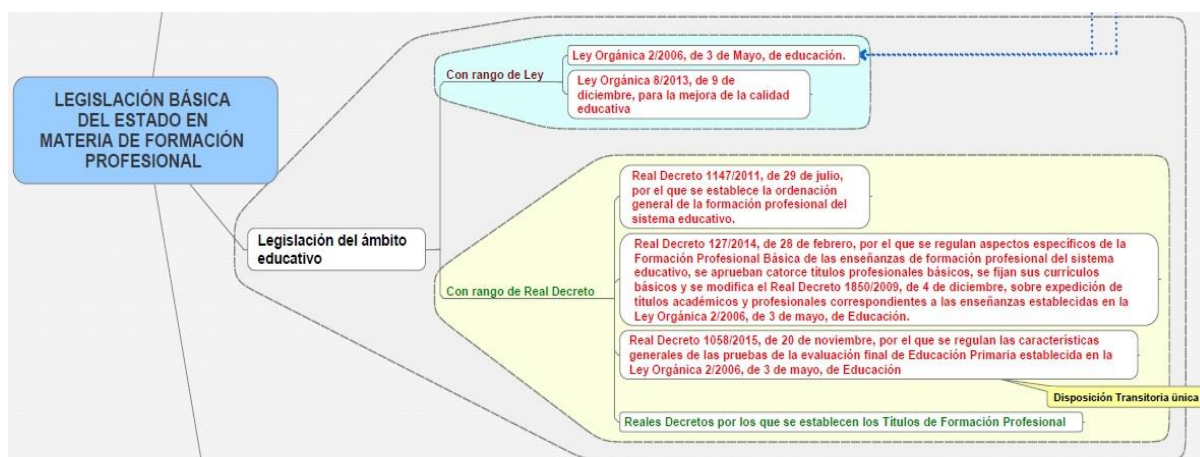 LEGISLACIÓN BÁSICA
DEL ESTADO EN
MATERIA DE FORMACIÓN
PROFESIONAL
Legislación del ámbito
educativo
Con rango de Ley
Ley Orgánica 2/2006, de 3 de Mayo, de educación.
Ley Orgánica 8/2013, de 9 de
diciembre, para la mejora de la calidad
educativa
Con rango de Real Decreto
Real Decreto 1147/2011, de 29 de julio,
por el que se establece la ordenación
general de la formación profesional del
sistema educativo.
Real Decreto 127/2014, de 28 de febrero, por el que se regulan aspectos específicos de la
Formación Profesional Básica de las enseñanzas de formación profesional del sistema
educativo, se aprueban catorce títulos profesionales básicos, se fijan sus currículos
básicos y se modifica el Real Decreto 1850/2009, de 4 de diciembre, sobre expedición de
títulos académicos y profesionales correspondientes a las enseñanzas establecidas en la
Ley Orgánica 2/2006, de 3 de mayo, de Educación.
Real Decreto 1058/2015, de 20 de noviembre, por el que se regulan las características
generales de las pruebas de la evaluación final de Educación Primaria establecida en la
Ley Orgánica 2/2006, de 3 de mayo, de Educación
Disposición Transitoria única
Reales Decretos por los que se establecen los Títulos de Formación Profesional